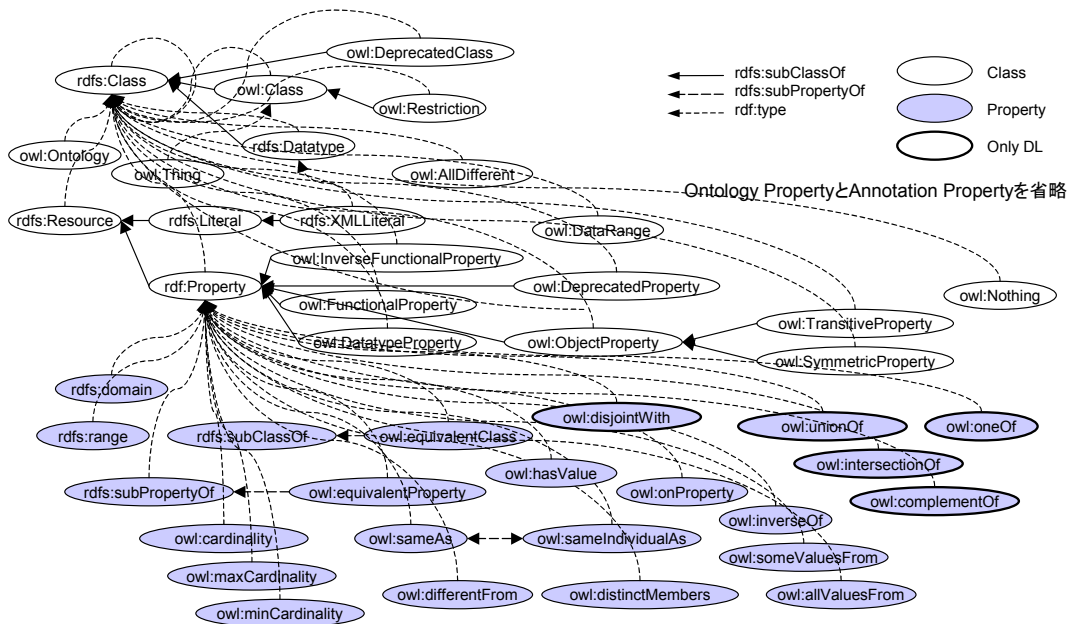 owl:DeprecatedClass
rdfs:Class
owl:Class
owl:Restriction
rdfs:subClassOf
rdfs:subPropertyOf
rdf:type
Class
Property
Only DL
owl:Ontology
owl:Thing
rdfs:Datatype
owl:AllDifferent
Ontology PropertyとAnnotation Propertyを省略
rdfs:Resource
rdfs:Literal
rdfs:XMLLiteral
owl:DataRange
owl:InverseFunctionalProperty
rdf:Property
owl:DeprecatedProperty
owl:Nothing
owl:FunctionalProperty
owl:TransitiveProperty
owl:DatatypeProperty
owl:ObjectProperty
owl:SymmetricProperty
rdfs:domain
owl:disjointWith
owl:unionOf
owl:oneOf
rdfs:range
rdfs:subClassOf
owl:equivalentClass
owl:intersectionOf
owl:hasValue
rdfs:subPropertyOf
owl:equivalentProperty
owl:onProperty
owl:complementOf
owl:inverseOf
owl:cardinality
owl:sameAs
owl:sameIndividualAs
owl:someValuesFrom
owl:maxCardinality
owl:differentFrom
owl:distinctMembers
owl:allValuesFrom
owl:minCardinality